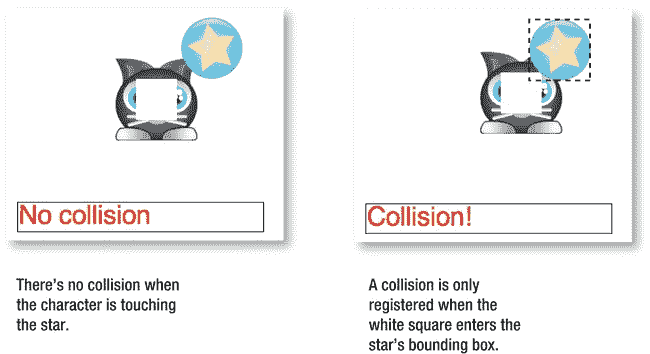 No collision
Collision!
There's no collision when
the character is touching
the star.
A collision is only
registered when the
white square enters the
star's bounding box.